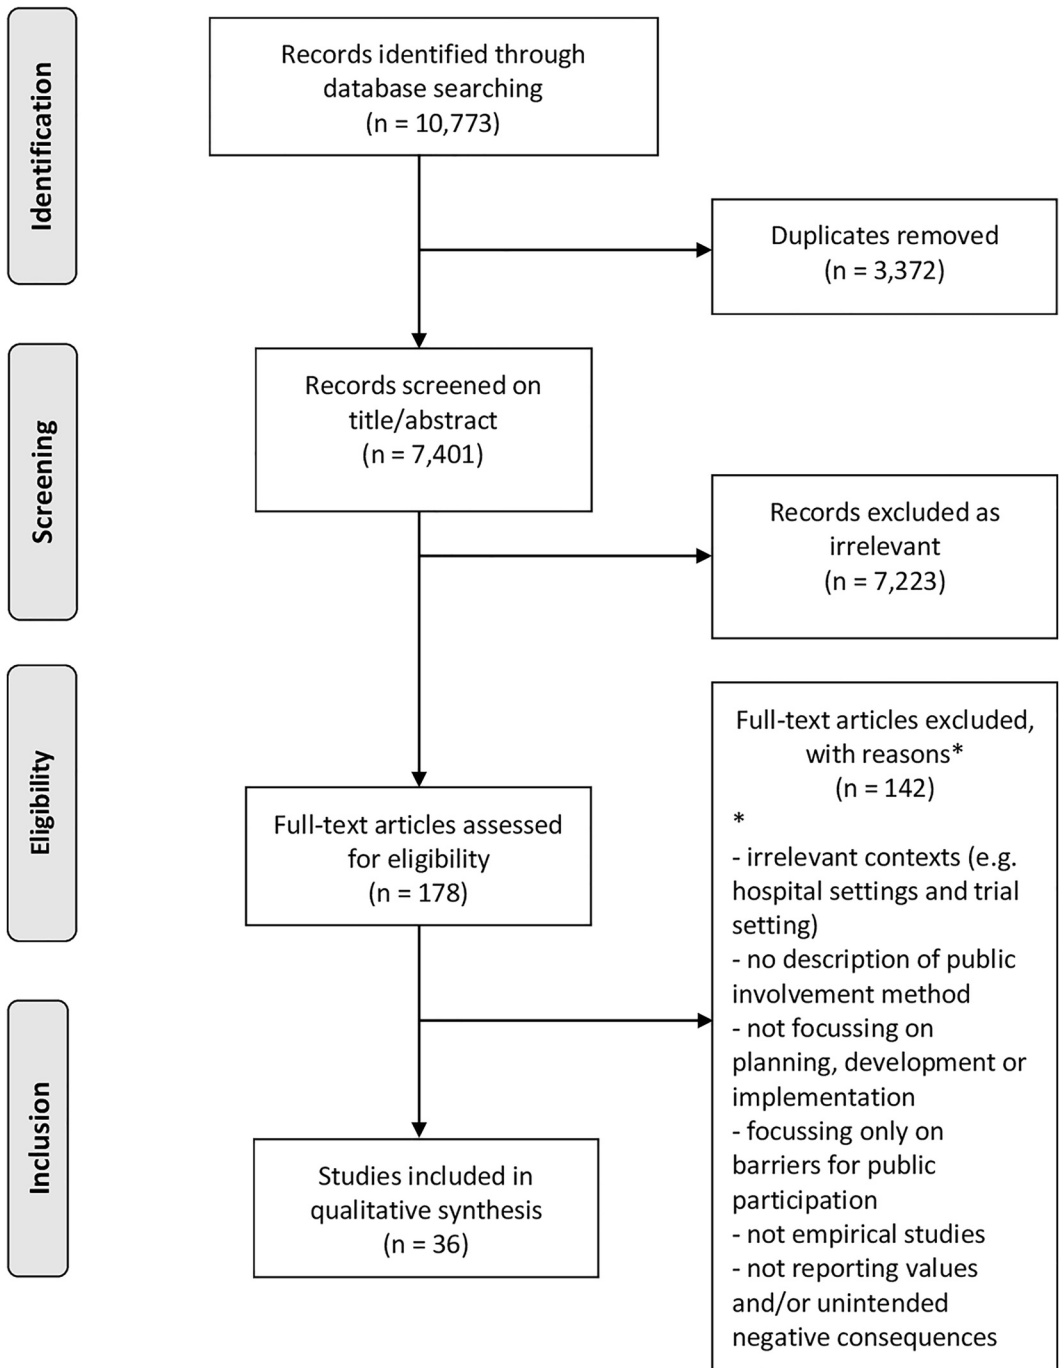 Identification
Records identified through
database searching
(n = 10,773)
Duplicates removed
(n = 3,372)
Screening
Records screened on
title/abstract
(n = 7,401)
Records excluded as
irrelevant
(n = 7,223)
Eligibility
Full-text articles assessed
for eligibility
(n = 178)
Full-text articles excluded,
with reasons*
(n = 142)
*
- irrelevant contexts (e.g.
hospital settings and trial
setting)
- no description of public
involvement method
- not focussing on
planning, development or
implementation
- focussing only on
barriers for public
participation
- not empirical studies
- not reporting values
and/or unintended
negative consequences
Inclusion
Studies included in
qualitative synthesis
(n = 36)